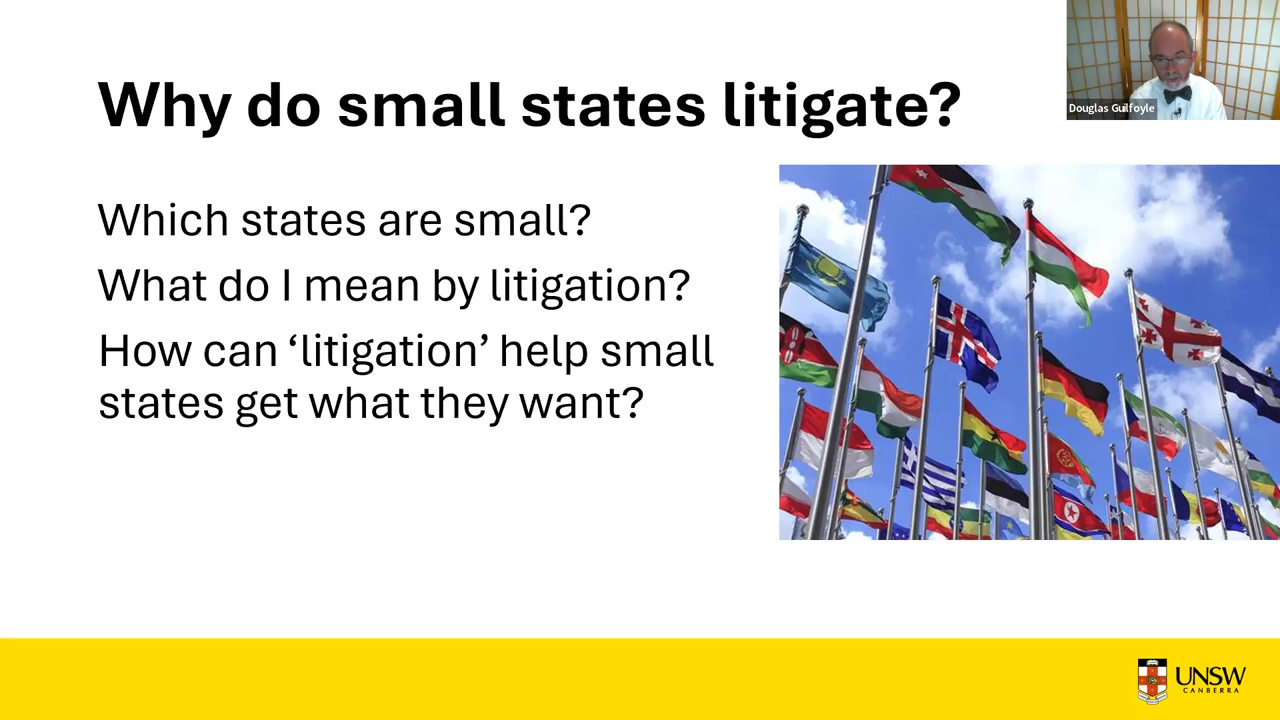 Why do small states litigate?
Douglas Guilfoyle
Which states are small?
What do I mean by litigation?
How can ‘litigation’ help small
states get what they want?
UNSW
CANBERRA